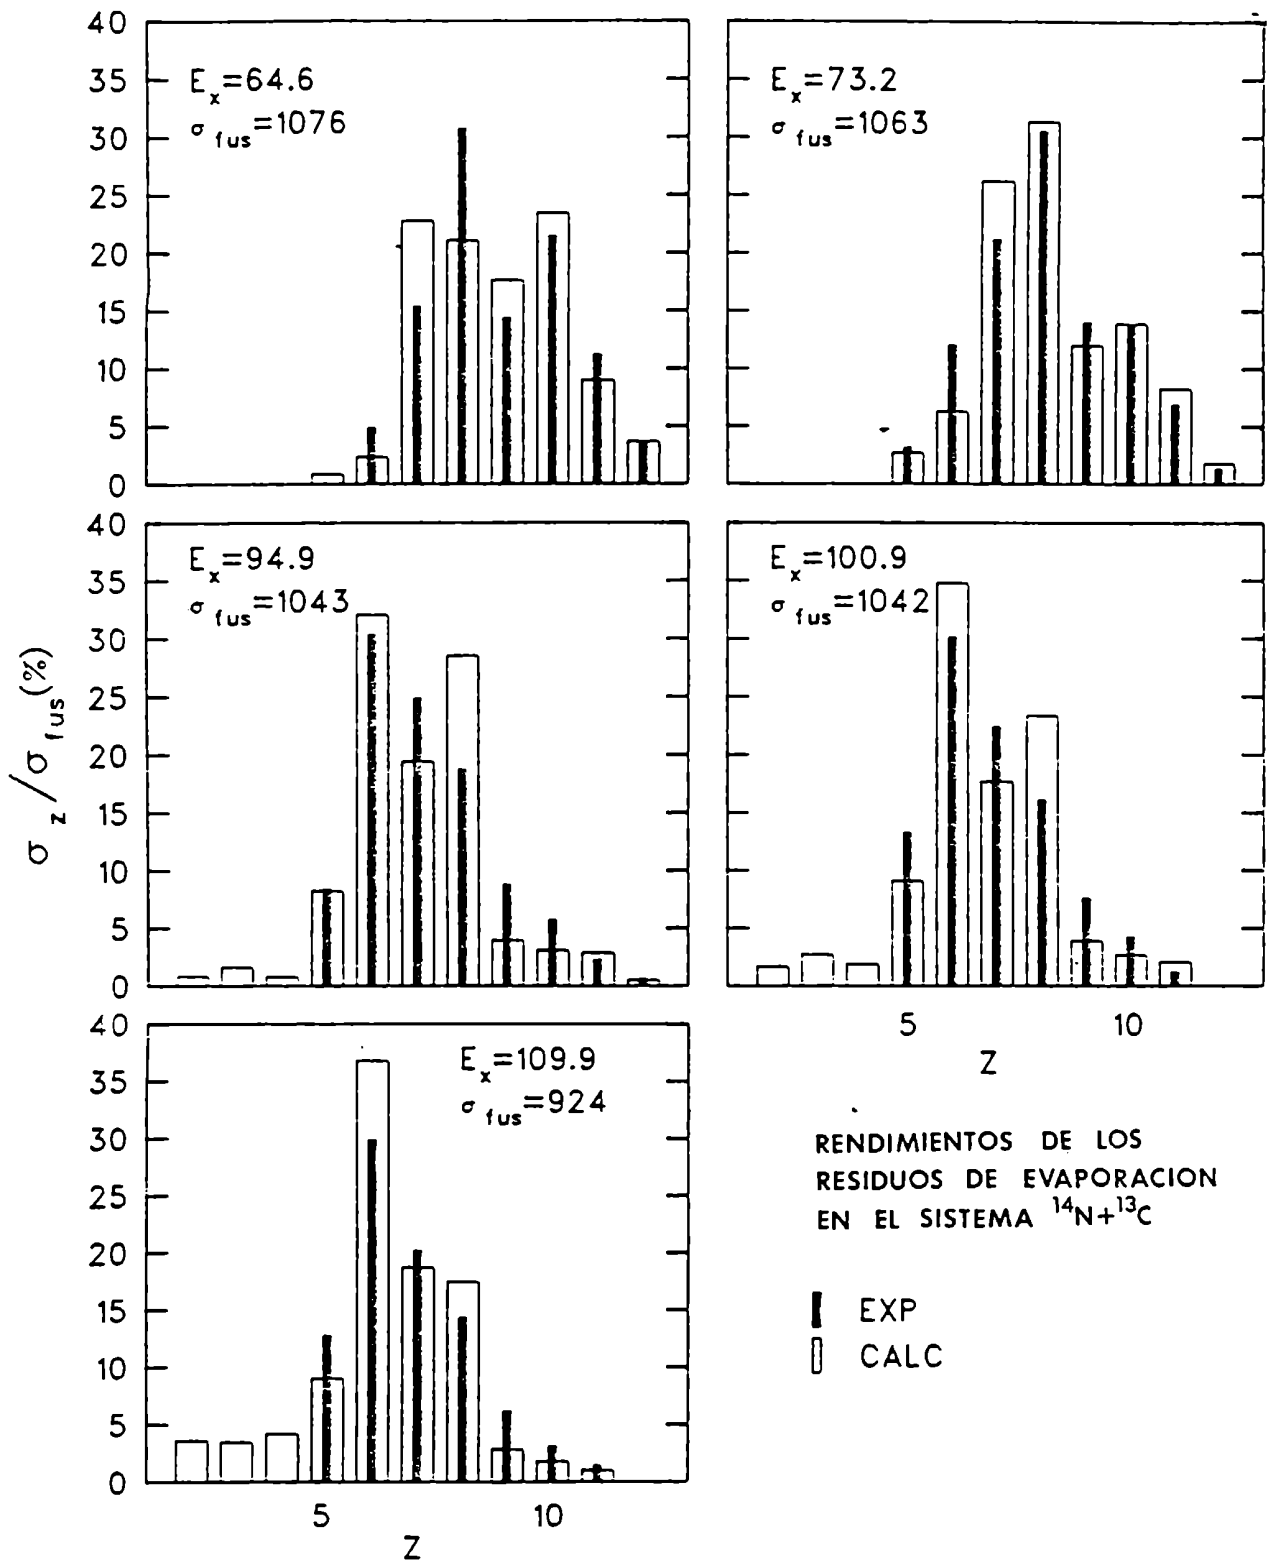 40
35
30
25
20
15
10
5
0
E_x=64.6
σ_fus=1076
E_x=73.2
σ_fus=1063
40
35
30
25
20
15
10
5
0
E_x=94.9
σ_fus=1043
E_x=100.9
σ_fus=1042
σ_z/σ_fus(%)
5 10
Z
40
35
30
25
20
15
10
5
0
E_x=109.9
σ_fus=924
5 10
Z
RENDIMIENTOS DE LOS
RESIDUOS DE EVAPORACION
EN EL SISTEMA ¹⁴N+¹³C
EXP
CALC